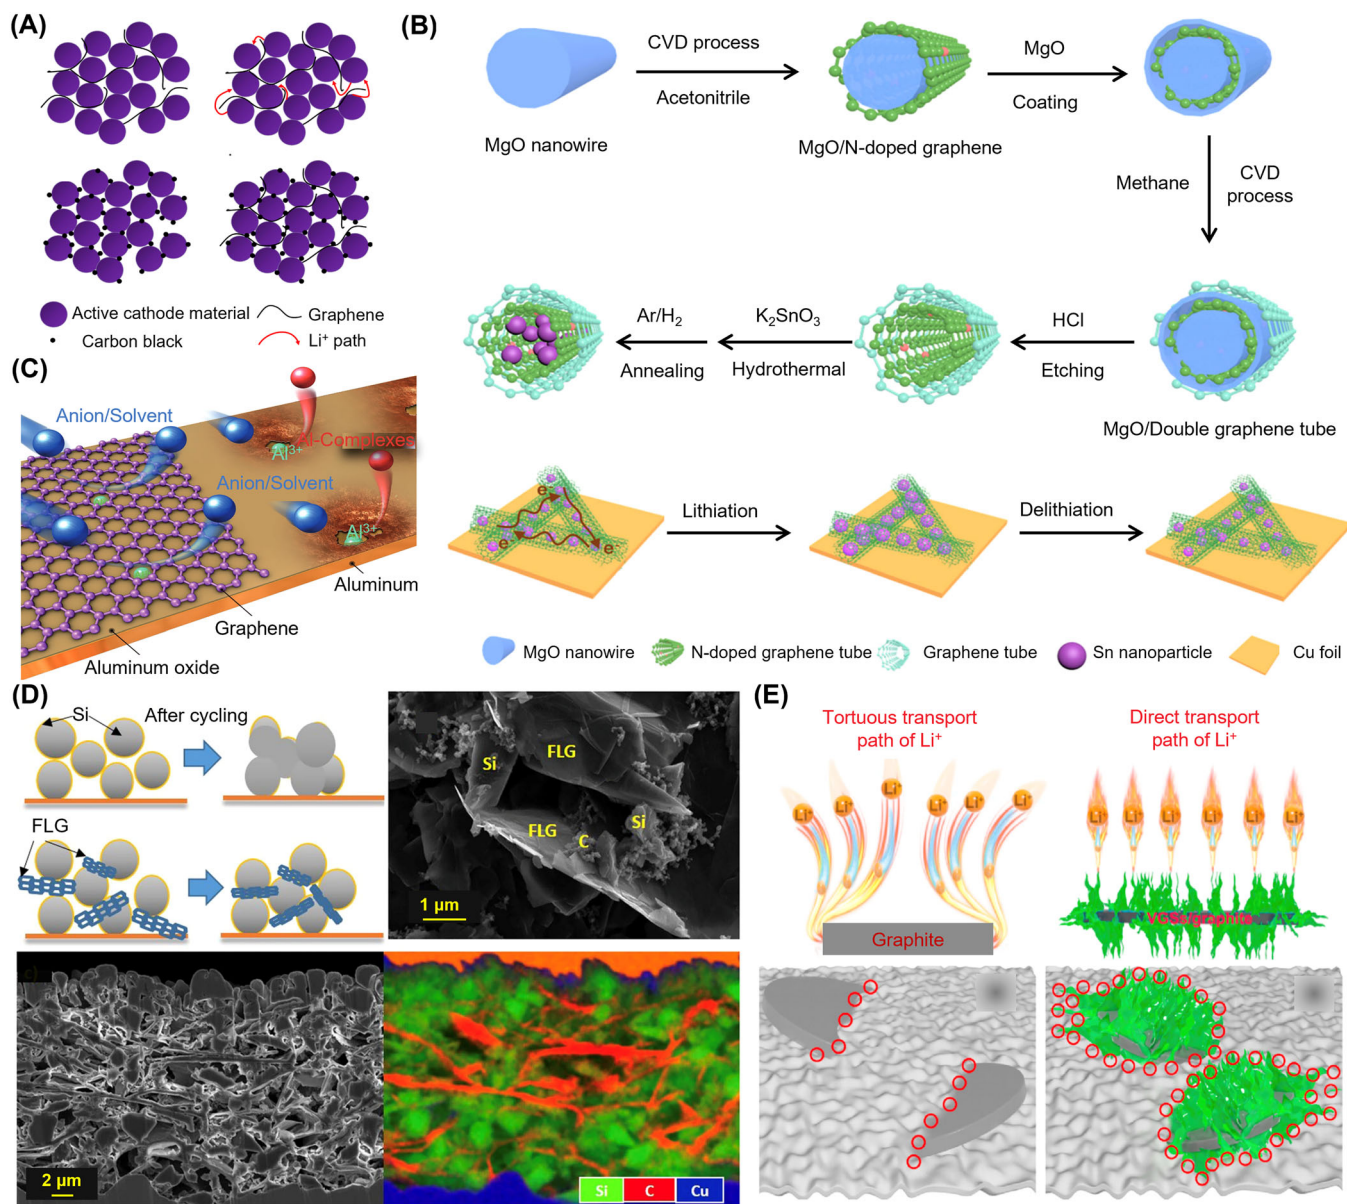 (A)
Active cathode material
Graphene
Carbon black
Li⁺ path
(B)
MgO nanowire
CVD process
Acetonitrile
MgO/N-doped graphene
MgO
Coating
Methane
CVD
process
MgO/Double graphene tube
HCl
Etching
K₂SnO₃
Hydrothermal
Ar/H₂
Annealing
e⁻
e⁻
e⁻
Lithiation
Delithiation
MgO nanowire
N-doped graphene tube
Graphene tube
Sn nanoparticle
Cu foil
(C)
Anion/Solvent
Al-Complexes
Al³⁺
Anion/Solvent
Al³⁺
Aluminum
Graphene
Aluminum oxide
(D)
Si
After cycling
FLG
FLG
Si
FLG
Si
C
1 µm
2 µm
Si
C
Cu
(E)
Tortuous transport
path of Li⁺
Direct transport
path of Li⁺
Li⁺
Li⁺
Li⁺
Li⁺
Li⁺
Li⁺
Li⁺
Li⁺
Li⁺
Li⁺
Li⁺
Li⁺
Graphite
VGSs/graphite